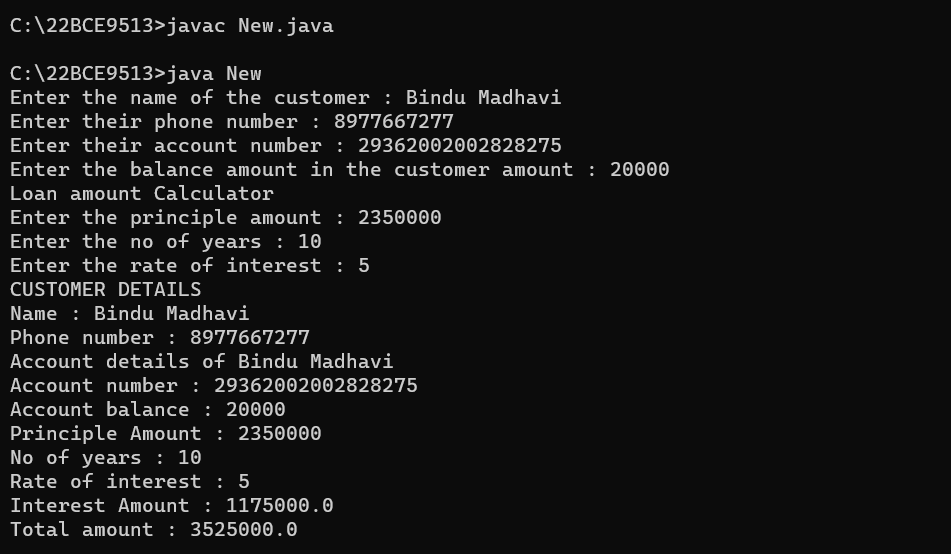 C:\22BCE9513>javac New.java
C:\22BCE9513>java New
Enter the name of the customer : Bindu Madhavi
Enter their phone number : 8977667277
Enter their account number : 29362002002828275
Enter the balance amount in the customer amount : 20000
Loan amount Calculator
Enter the principle amount : 2350000
Enter the no of years : 10
Enter the rate of interest : 5
CUSTOMER DETAILS
Name : Bindu Madhavi
Phone number : 8977667277
Account details of Bindu Madhavi
Account number : 29362002002828275
Account balance : 20000
Principle Amount : 2350000
No of years : 10
Rate of interest : 5
Interest Amount : 1175000.0
Total amount : 3525000.0